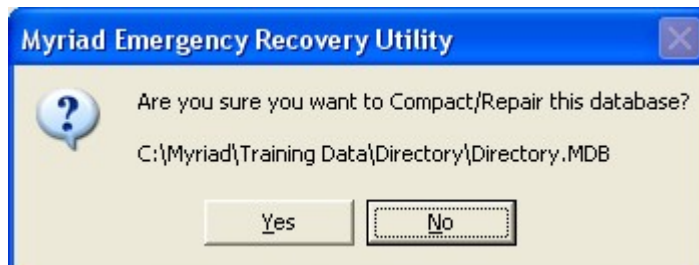 Myriad Emergency Recovery Utility
Are you sure you want to Compact/Repair this database?
C:\Myriad\Training Data\Directory\Directory.MDB
Yes No